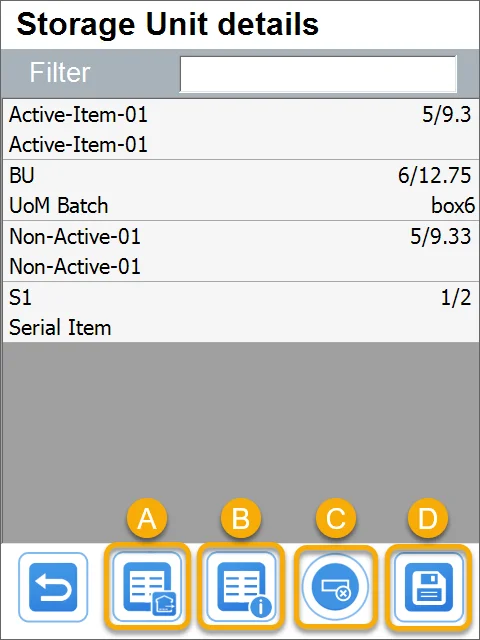 Storage Unit details
Filter
Active-Item-01 5/9.3
Active-Item-01
BU 6/12.75
UoM Batch box6
Non-Active-01 5/9.33
Non-Active-01
S1 1/2
Serial Item
A B C D
i